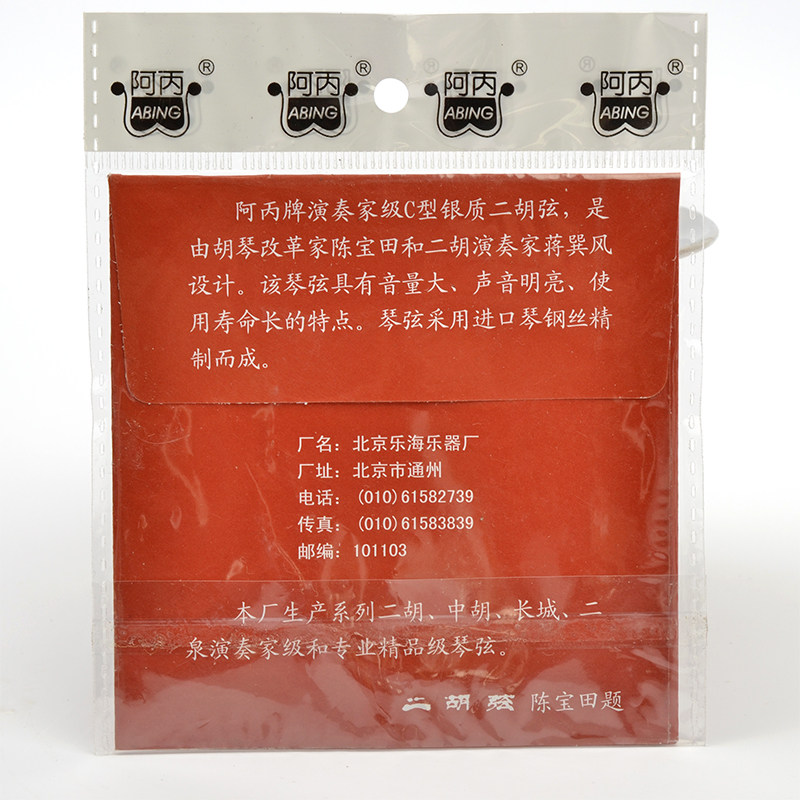 阿丙 ® 阿丙 ® 阿丙 ® 阿丙 ®
ABING ABING ABING ABING
阿丙牌演奏家级C型银质二胡弦，是
由胡琴改革家陈宝田和二胡演奏家蒋巽风
设计。该琴弦具有音量大、声音明亮、使
用寿命长的特点。琴弦采用进口琴钢丝精
制而成。
厂名：北京乐海乐器厂
厂址：北京市通州
电话：(010)61582739
传真：(010)61583839
邮编：101103
本厂生产系列二胡、中胡、长城、二
泉演奏家级和专业精品级琴弦。
二胡弦 陈宝田题